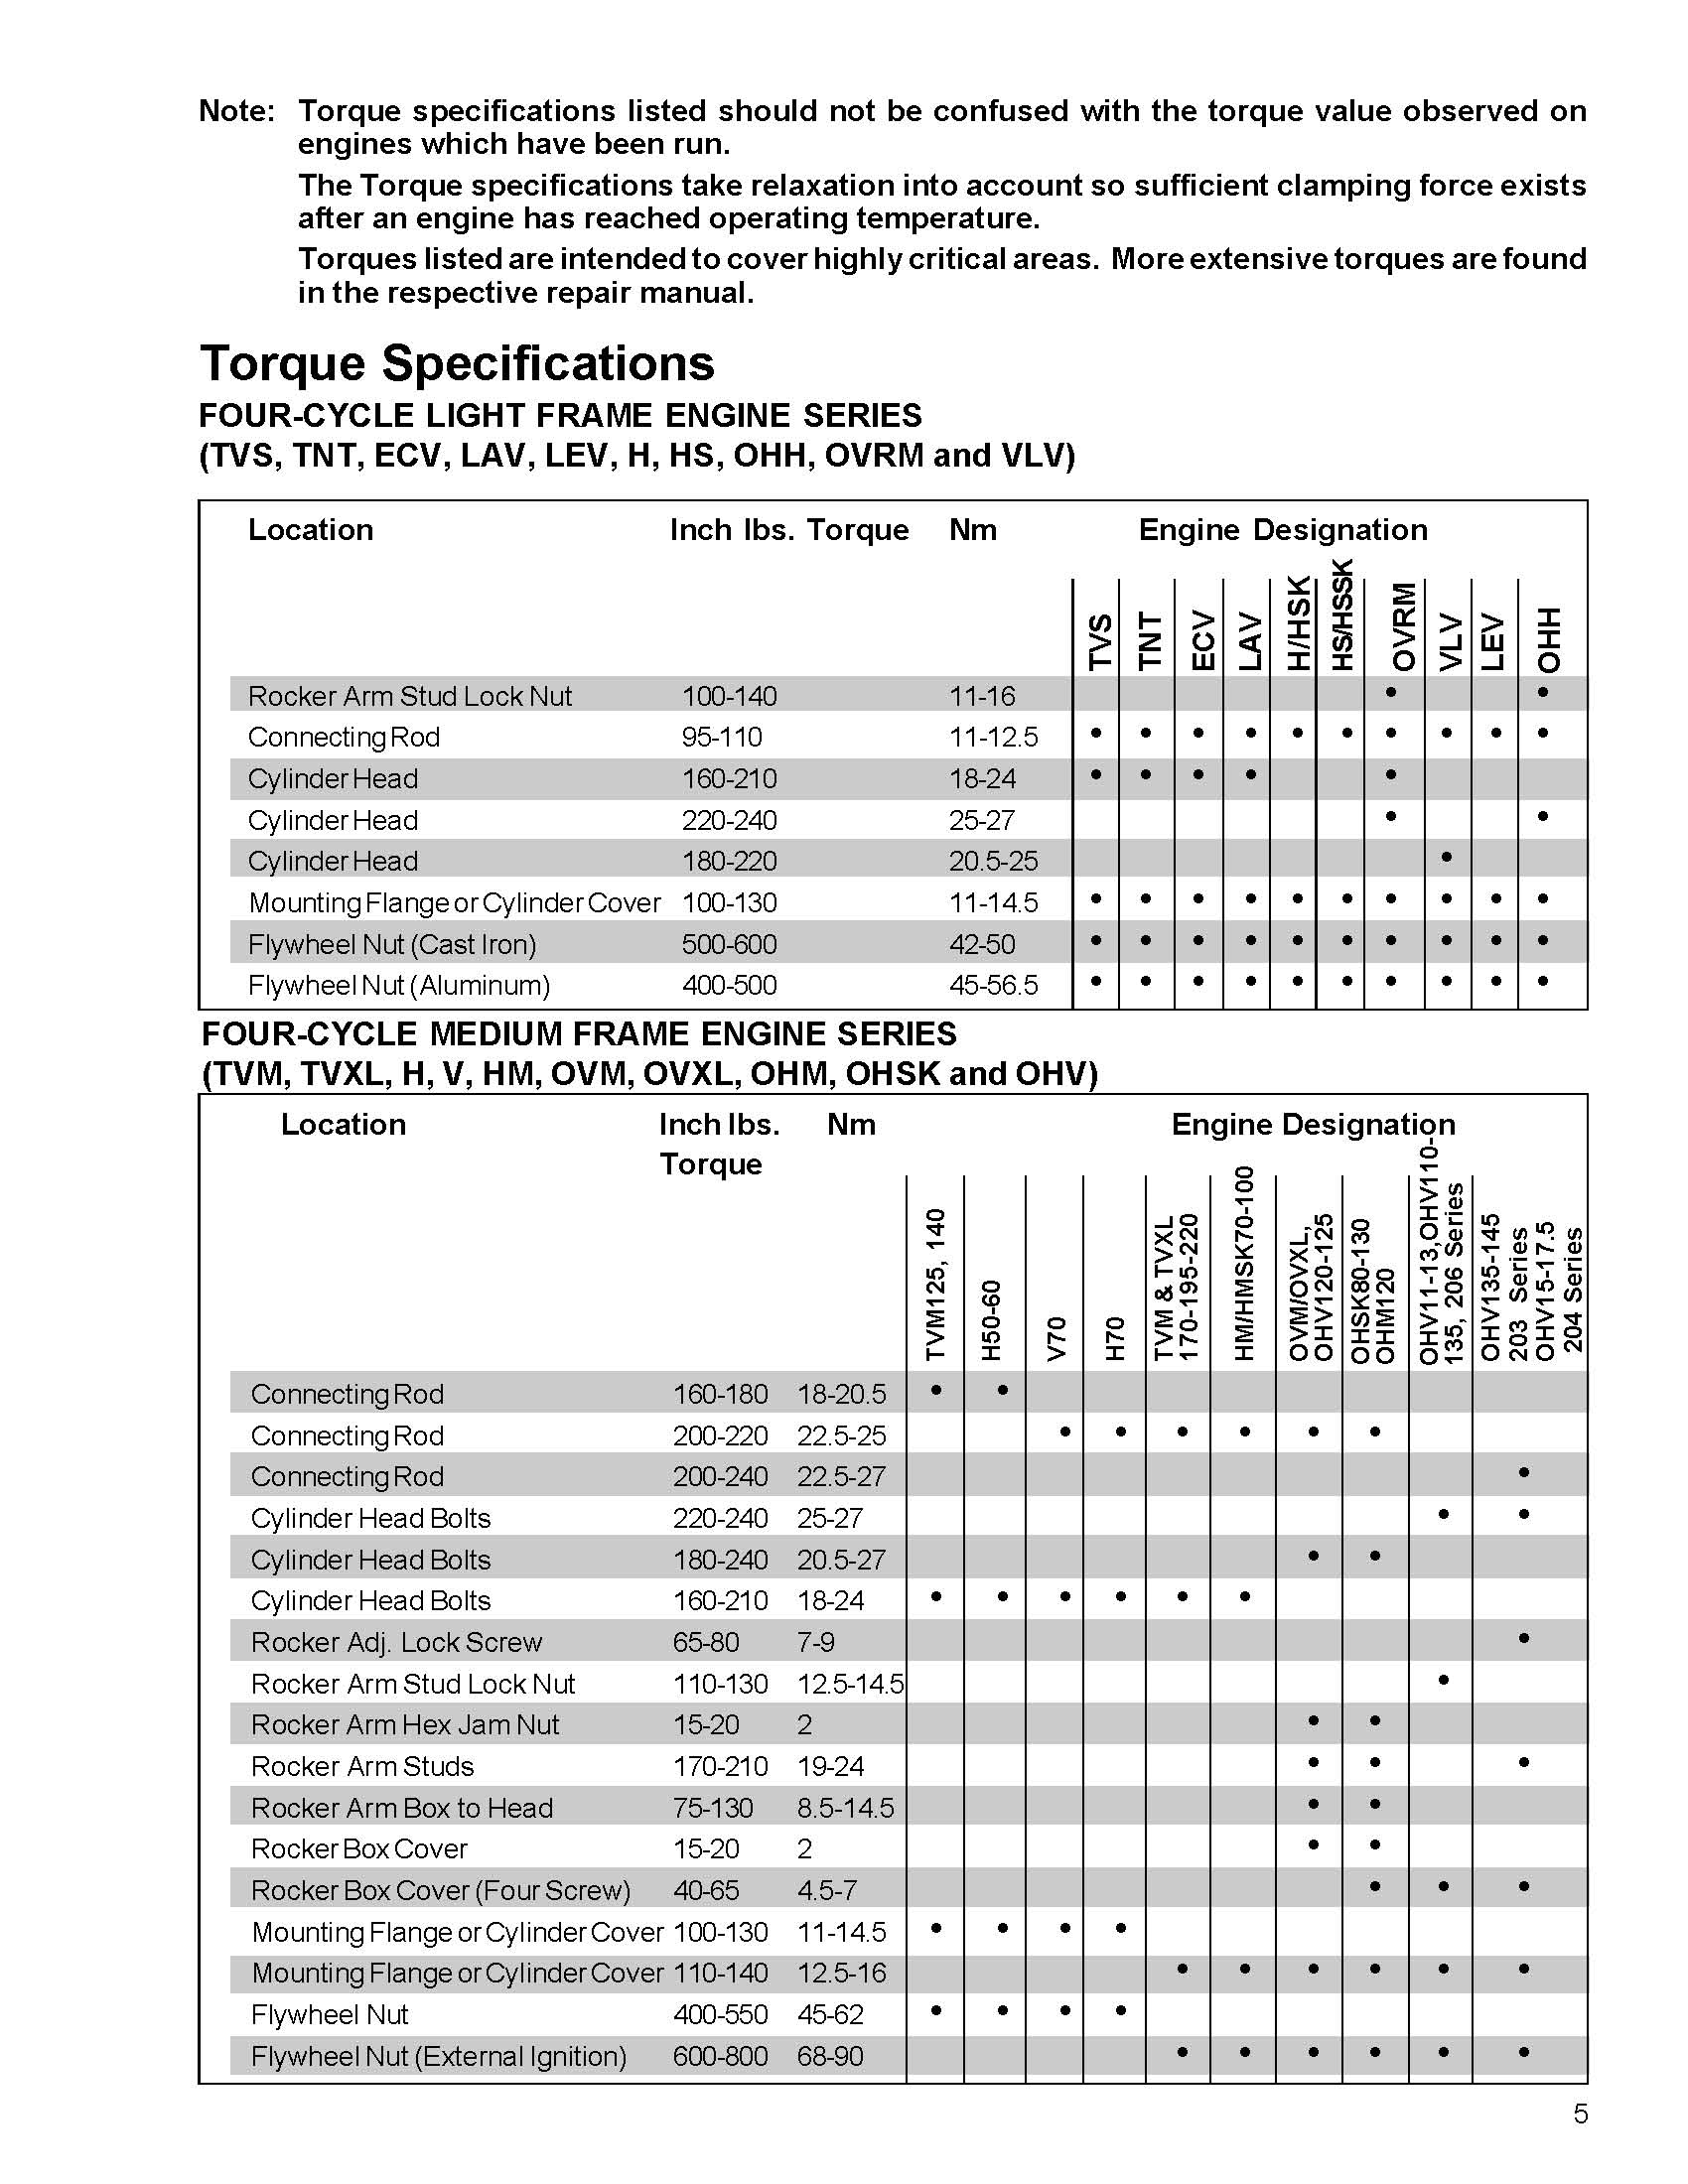 Note: Torque specifications listed should not be confused with the torque value observed on
engines which have been run.
The Torque specifications take relaxation into account so sufficient clamping force exists
after an engine has reached operating temperature.
Torques listed are intended to cover highly critical areas. More extensive torques are found
in the respective repair manual.
Torque Specifications
FOUR-CYCLE LIGHT FRAME ENGINE SERIES
(TVS, TNT, ECV, LAV, LEV, H, HS, OHH, OVRM and VLV)
Location Inch lbs. Torque Nm Engine Designation
TVS TNT ECV LAV H/HSK HS/HSSK OVRM VLV LEV OHH
Rocker Arm Stud Lock Nut 100-140 11-16 • •
Connecting Rod 95-110 11-12.5 • • • • • • • • • •
Cylinder Head 160-210 18-24 • • • • •
Cylinder Head 220-240 25-27 • •
Cylinder Head 180-220 20.5-25 •
Mounting Flange or Cylinder Cover 100-130 11-14.5 • • • • • • • • • •
Flywheel Nut (Cast Iron) 500-600 42-50 • • • • • • • • • •
Flywheel Nut (Aluminum) 400-500 45-56.5 • • • • • • • • • •
FOUR-CYCLE MEDIUM FRAME ENGINE SERIES
(TVM, TVXL, H, V, HM, OVM, OVXL, OHM, OHSK and OHV)
Location Inch lbs. Nm Engine Designation
Torque
TVM125, 140
H50-60
V70
H70
TVM & TVXL
170-195-220
HM/HMSK70-100
OVM/OVXL,
OHV120-125
OHSK80-130
OHM120
OHV11-13,OHV110-
135, 206 Series
OHV135-145
203 Series
OHV15-17.5
204 Series
Connecting Rod 160-180 18-20.5 • •
Connecting Rod 200-220 22.5-25 • • • • • •
Connecting Rod 200-240 22.5-27 •
Cylinder Head Bolts 220-240 25-27 • •
Cylinder Head Bolts 180-240 20.5-27 • •
Cylinder Head Bolts 160-210 18-24 • • • • • •
Rocker Adj. Lock Screw 65-80 7-9 •
Rocker Arm Stud Lock Nut 110-130 12.5-14.5 •
Rocker Arm Hex Jam Nut 15-20 2 • •
Rocker Arm Studs 170-210 19-24 • • •
Rocker Arm Box to Head 75-130 8.5-14.5 • •
Rocker Box Cover 15-20 2 • •
Rocker Box Cover (Four Screw) 40-65 4.5-7 • • •
Mounting Flange or Cylinder Cover 100-130 11-14.5 • • • •
Mounting Flange or Cylinder Cover 110-140 12.5-16 • • • • • •
Flywheel Nut 400-550 45-62 • • • •
Flywheel Nut (External Ignition) 600-800 68-90 • • • • • •
5